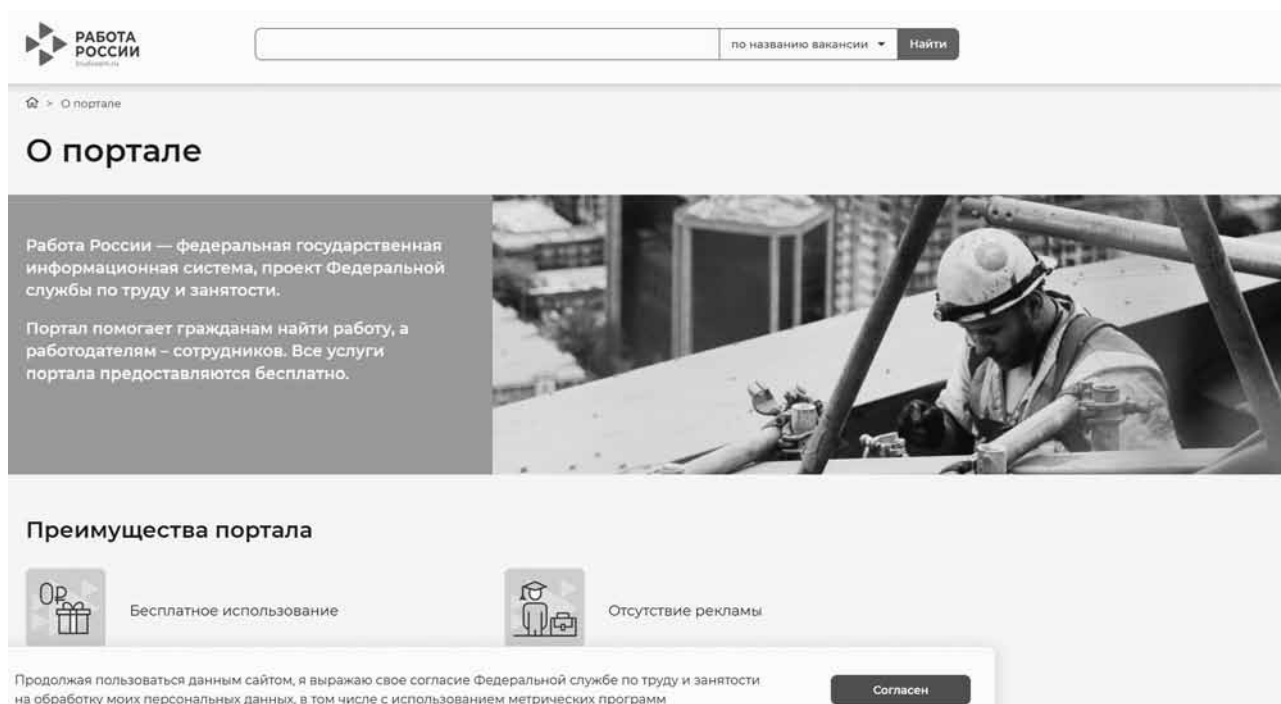 РАБОТА
РОССИИ
trudvsem.ru
по названию вакансии
Найти
> О портале
О портале
Работа России — федеральная государственная
информационная система, проект Федеральной
службы по труду и занятости.
Портал помогает гражданам найти работу, а
работодателям – сотрудников. Все услуги
портала предоставляются бесплатно.
Преимущества портала
0₽
Бесплатное использование
Отсутствие рекламы
Продолжая пользоваться данным сайтом, я выражаю свое согласие Федеральной службе по труду и занятости
на обработку моих персональных данных, в том числе с использованием метрических программ
Согласен